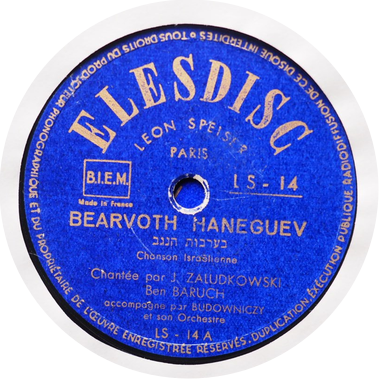 TOUS DROITS DU PRODUCTEUR PHONOGRAPHIQUE ET DU PROPRIÉTAIRE DE L'ŒUVRE ENREGISTRÉE RÉSERVÉS. DUPLICATION, EXÉCUTION PUBLIQUE, RADIODIFFUSION DE CE DISQUE INTERDITES
ELESDISC
LEON SPEISER
PARIS
B.I.E.M.
LS - 14
Made in France
BEARVOTH HANEGUEV
בערבות הנגב
Chanson Israëlienne
Chantée par J. ZALUDKOWSKI
Ben BARUCH
accompagné par BUDOWNICZY
et son Orchestre
LS - 14 A